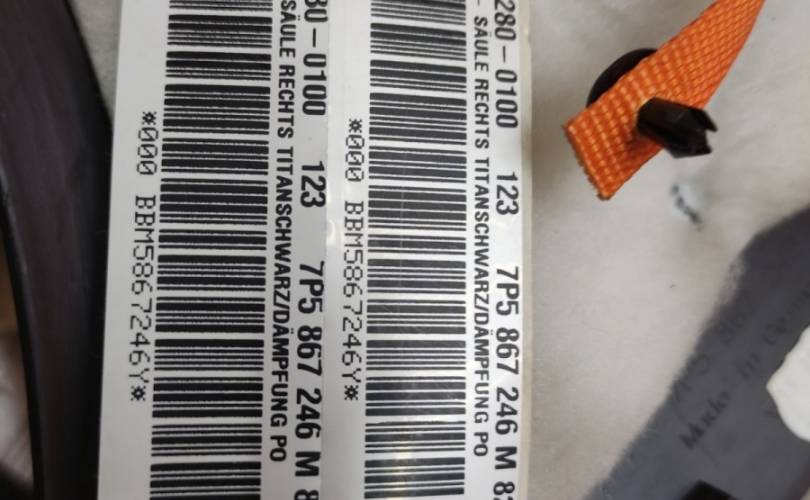 80-0100 123 7P5 867 246 M 8
SÄULE RECHTS TITANSCHWARZ/DÄMPFUNG PO
*000 BBM5867246Y*
280-0100 123 7P5 867 246 M 8
- SÄULE RECHTS TITANSCHWARZ/DÄMPFUNG PO
*000 BBM5867246Y*